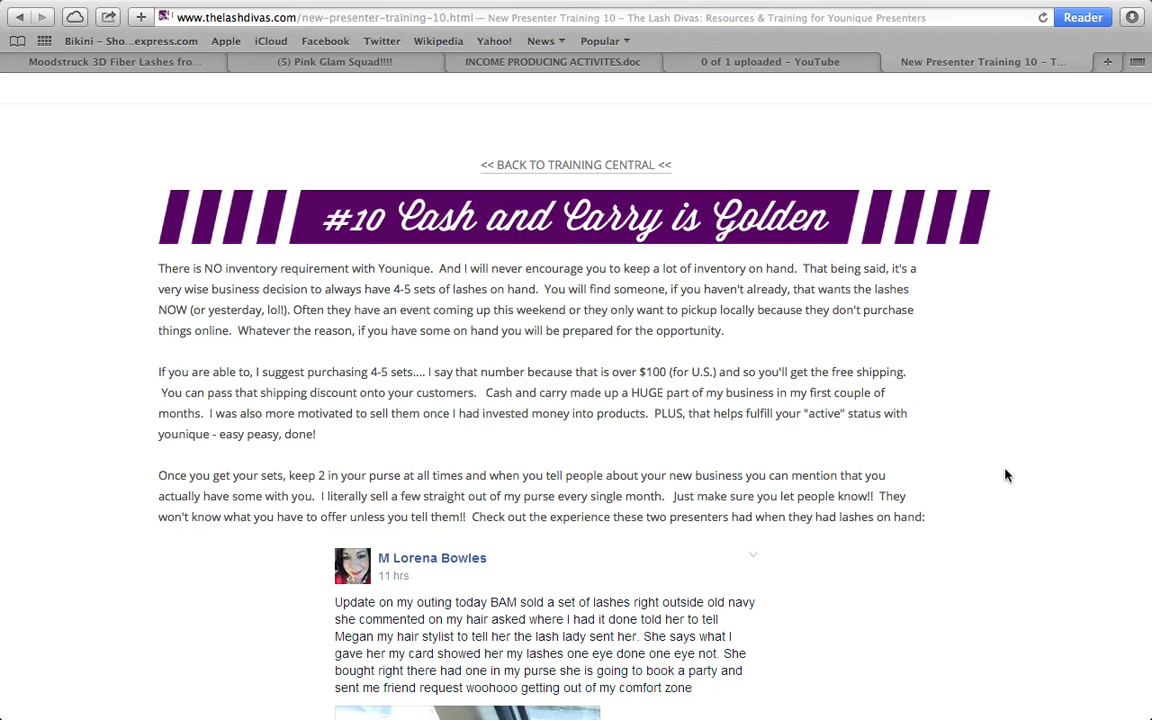 www.thelashdivas.com/new-presenter-training-10.html — New Presenter Training 10 – The Lash Divas: Resources & Training for Younique Presenters
Reader
Bikini – Sho...express.com Apple iCloud Facebook Twitter Wikipedia Yahoo! News Popular
Moodstruck 3D Fiber Lashes fro... (5) Pink Glam Squad!!!! INCOME PRODUCING ACTIVITES.doc 0 of 1 uploaded – YouTube New Presenter Training 10 – T...
<< BACK TO TRAINING CENTRAL <<
#10 Cash and Carry is Golden
There is NO inventory requirement with Younique. And I will never encourage you to keep a lot of inventory on hand. That being said, it's a
very wise business decision to always have 4-5 sets of lashes on hand. You will find someone, if you haven't already, that wants the lashes
NOW (or yesterday, lol!). Often they have an event coming up this weekend or they only want to pickup locally because they don't purchase
things online. Whatever the reason, if you have some on hand you will be prepared for the opportunity.
If you are able to, I suggest purchasing 4-5 sets.... I say that number because that is over $100 (for U.S.) and so you'll get the free shipping.
You can pass that shipping discount onto your customers. Cash and carry made up a HUGE part of my business in my first couple of
months. I was also more motivated to sell them once I had invested money into products. PLUS, that helps fulfill your "active" status with
younique - easy peasy, done!
Once you get your sets, keep 2 in your purse at all times and when you tell people about your new business you can mention that you
actually have some with you. I literally sell a few straight out of my purse every single month. Just make sure you let people know!! They
won't know what you have to offer unless you tell them!! Check out the experience these two presenters had when they had lashes on hand:
M Lorena Bowles
11 hrs
Update on my outing today BAM sold a set of lashes right outside old navy
she commented on my hair asked where I had it done told her to tell
Megan my hair stylist to tell her the lash lady sent her. She says what I
gave her my card showed her my lashes one eye done one eye not. She
bought right there had one in my purse she is going to book a party and
sent me friend request woohooo getting out of my comfort zone